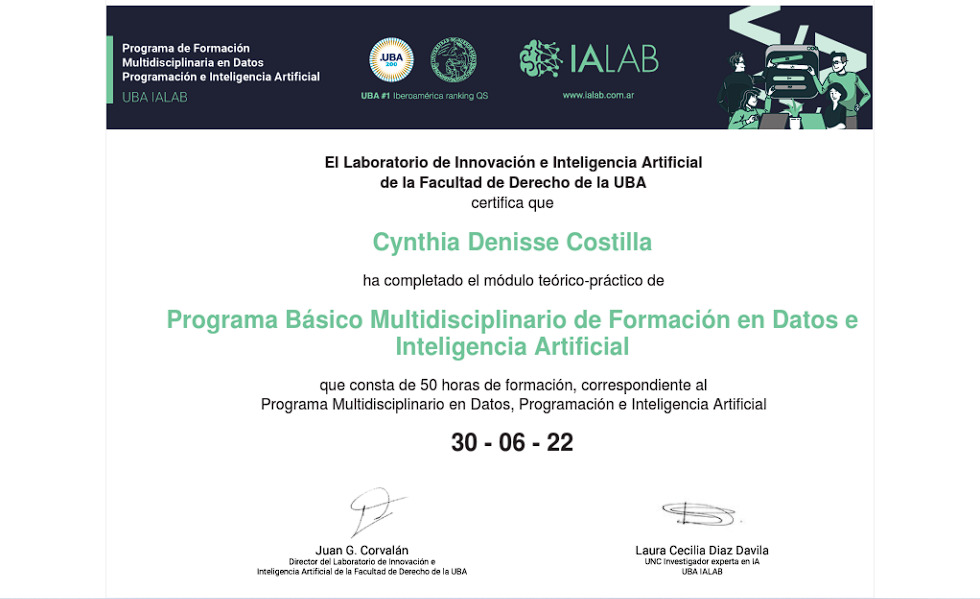 Programa de Formación
Multidisciplinaria en Datos
Programación e Inteligencia Artificial
UBA IALAB
.UBA
200
UBA #1 Iberoamérica ranking QS
IALAB
www.ialab.com.ar
El Laboratorio de Innovación e Inteligencia Artificial
de la Facultad de Derecho de la UBA
certifica que
Cynthia Denisse Costilla
ha completado el módulo teórico-práctico de
Programa Básico Multidisciplinario de Formación en Datos e
Inteligencia Artificial
que consta de 50 horas de formación, correspondiente al
Programa Multidisciplinario en Datos, Programación e Inteligencia Artificial
30 - 06 - 22
Juan G. Corvalán
Director del Laboratorio de Innovación e
Inteligencia Artificial de la Facultad de Derecho de la UBA
Laura Cecilia Diaz Davila
UNC Investigador experta en IA
UBA IALAB